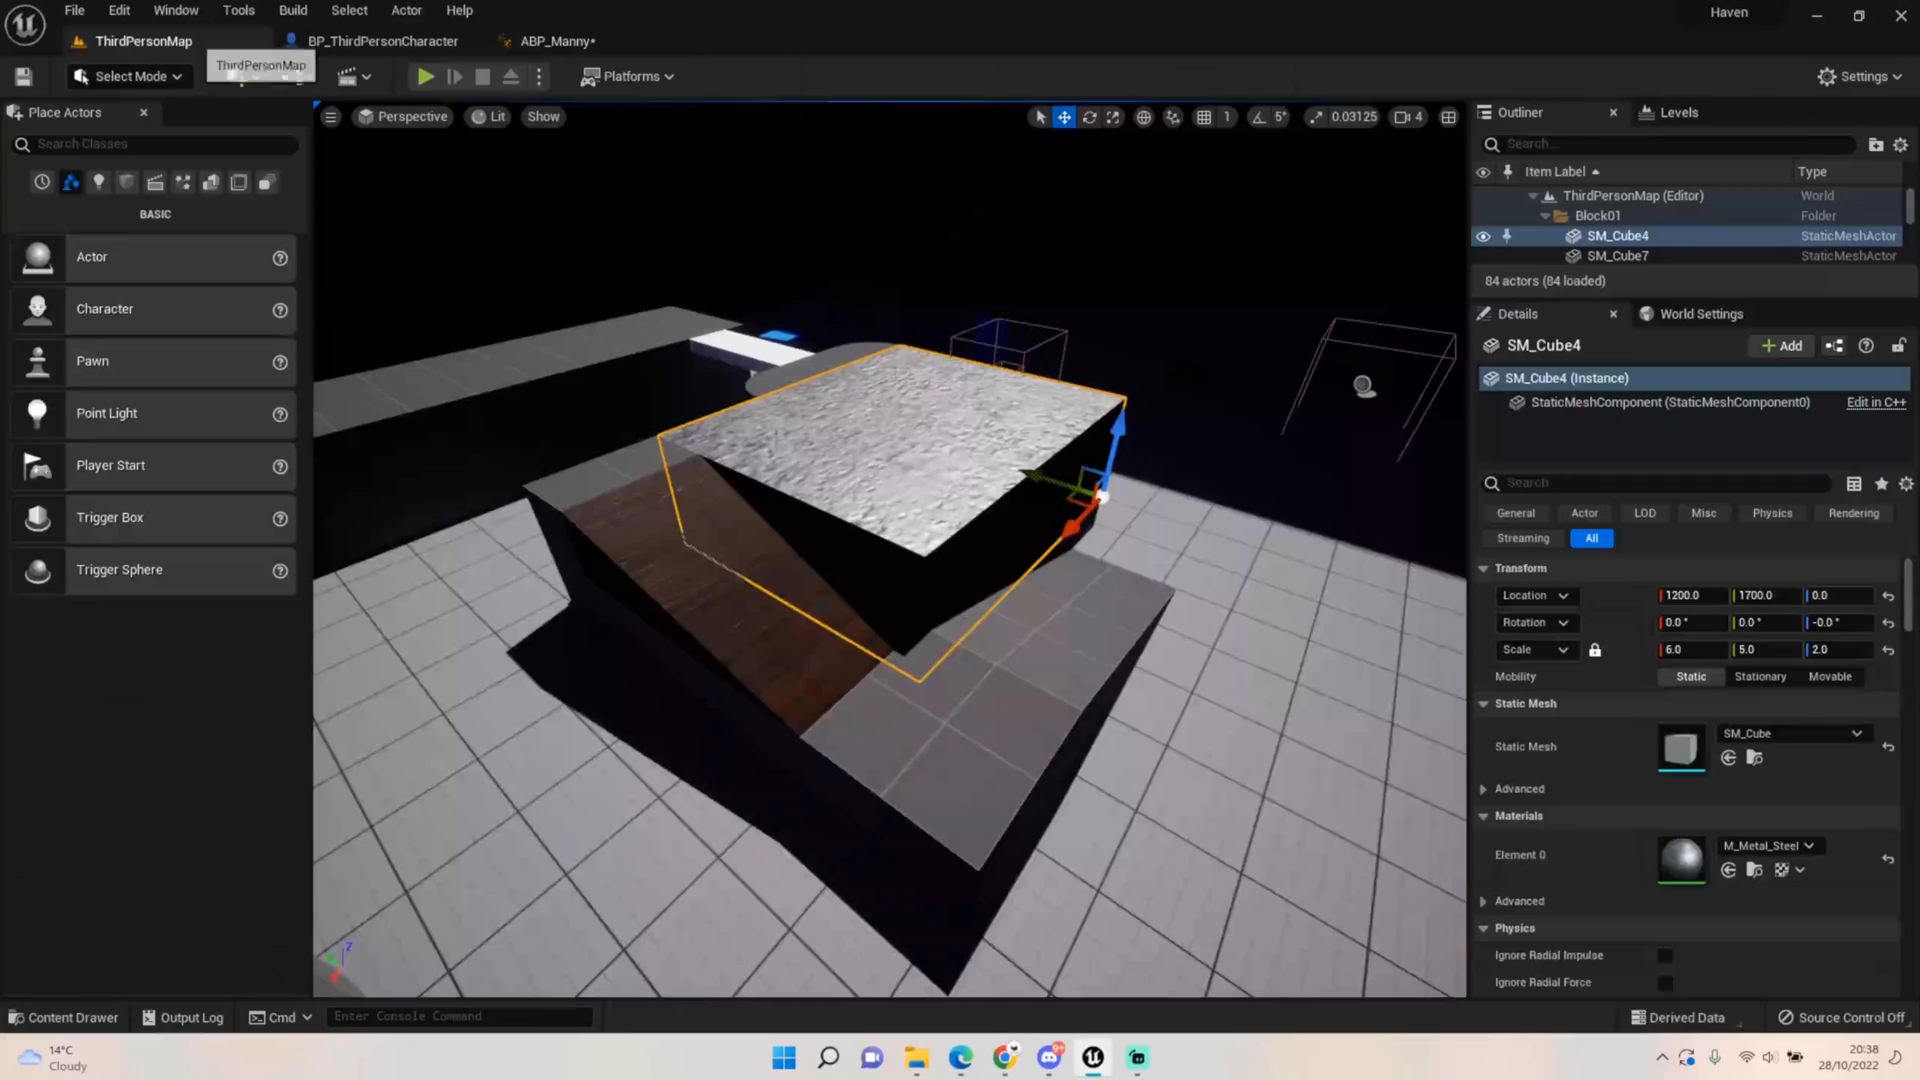 File Edit Window Tools Build Select Actor Help
Haven
ThirdPersonMap
BP_ThirdPersonCharacter
ABP_Manny*
ThirdPersonMap
Select Mode
Platforms
Settings
Place Actors
Search Classes
BASIC
Actor
Character
Pawn
Point Light
Player Start
Trigger Box
Trigger Sphere
Perspective
Lit
Show
1
5°
0.03125
4
Z
Outliner
Levels
Search...
Item Label
Type
ThirdPersonMap (Editor)
World
Block01
Folder
SM_Cube4
StaticMeshActor
SM_Cube7
StaticMeshActor
84 actors (84 loaded)
Details
World Settings
SM_Cube4
+ Add
SM_Cube4 (Instance)
StaticMeshComponent (StaticMeshComponent0)
Edit in C++
Search
General Actor LOD Misc Physics Rendering
Streaming All
Transform
Location 1200.0 1700.0 0.0
Rotation 0.0 ° 0.0 ° -0.0 °
Scale 6.0 5.0 2.0
Mobility Static Stationary Movable
Static Mesh
Static Mesh
SM_Cube
Advanced
Materials
Element 0
M_Metal_Steel
Advanced
Physics
Ignore Radial Impulse
Ignore Radial Force
Content Drawer
Output Log
Cmd
Enter Console Command
Derived Data
Source Control Off
14°C
Cloudy
9+
20:38
28/10/2022